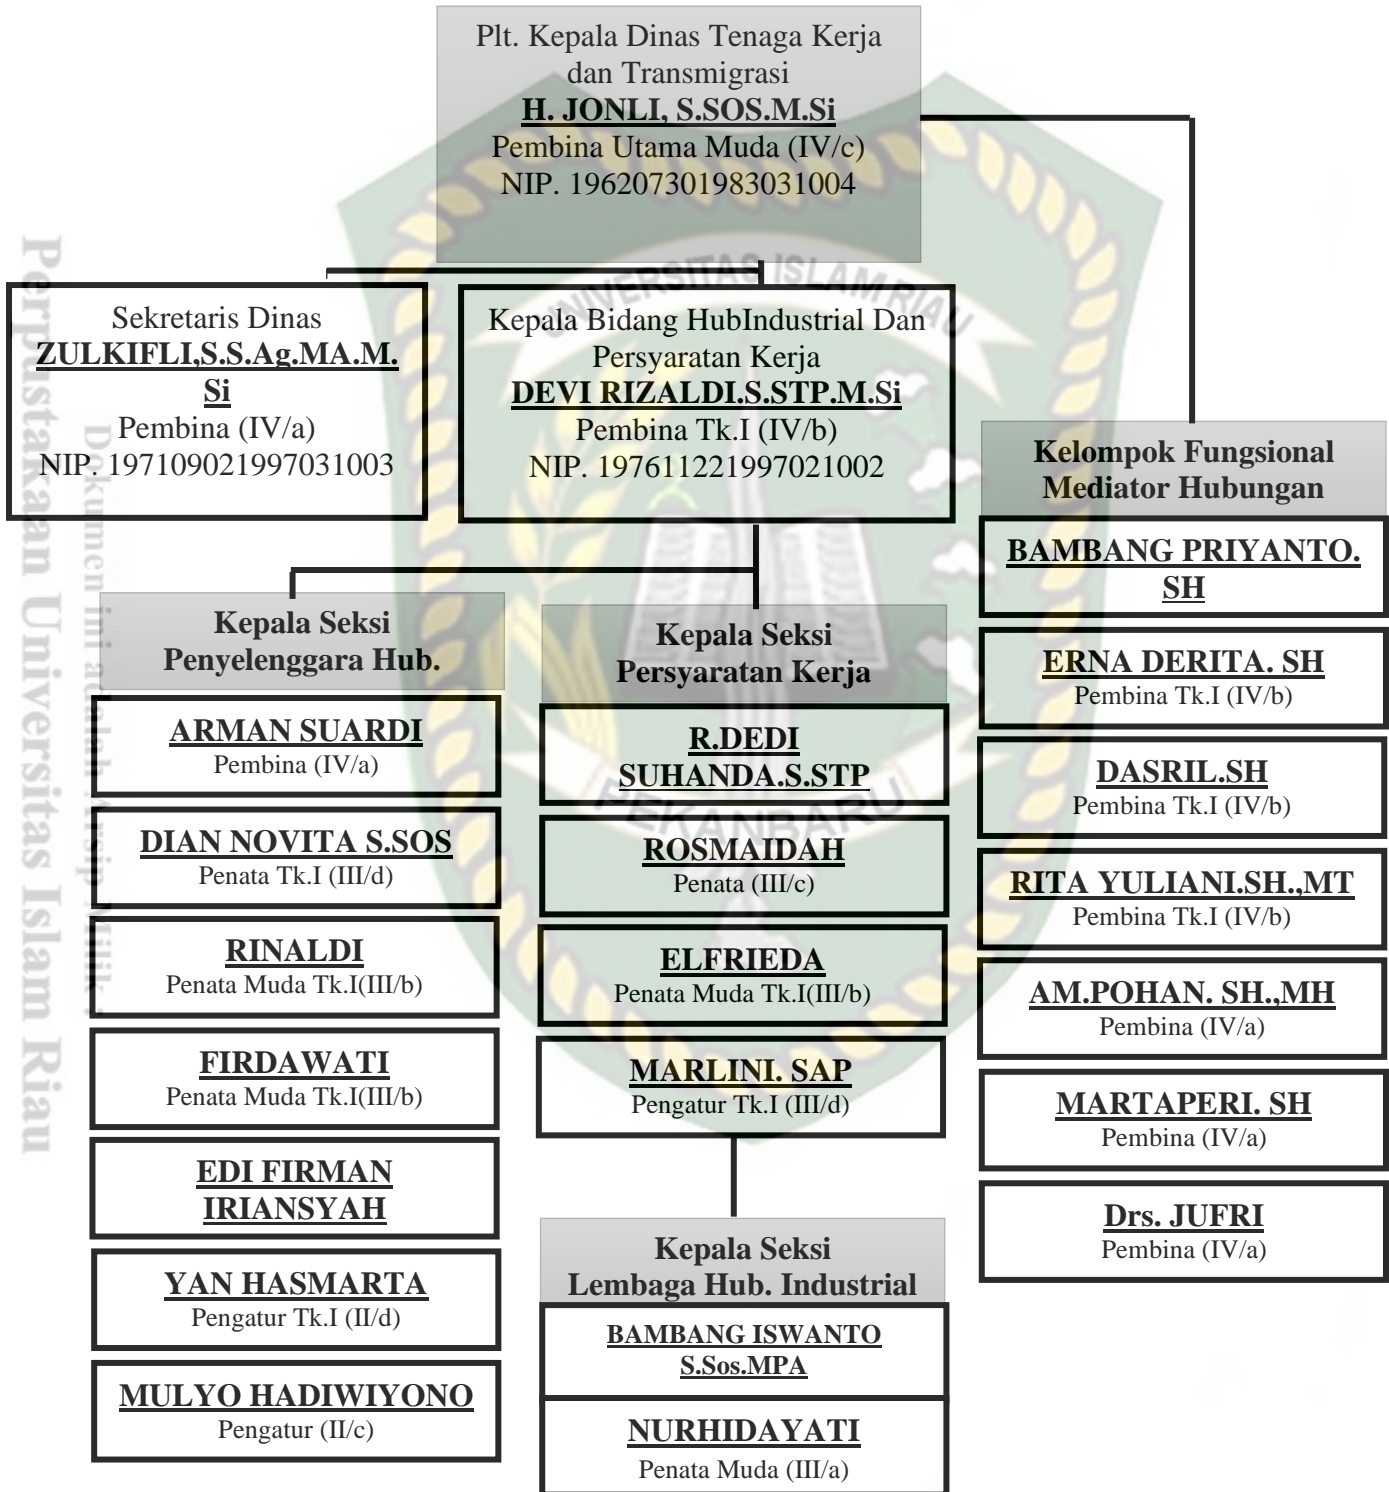 Plt. Kepala Dinas Tenaga Kerja
dan Transmigrasi
H. JONLI, S.SOS.M.Si
Pembina Utama Muda (IV/c)
NIP. 196207301983031004
Sekretaris Dinas
ZULKIFLI,S.S.Ag.MA.M.
Si
Pembina (IV/a)
NIP. 197109021997031003
Kepala Bidang HubIndustrial Dan
Persyaratan Kerja
DEVI RIZALDI.S.STP.M.Si
Pembina Tk.I (IV/b)
NIP. 197611221997021002
Kepala Seksi
Penyelenggara Hub.
ARMAN SUARDI
Pembina (IV/a)
DIAN NOVITA S.SOS
Penata Tk.I (III/d)
RINALDI
Penata Muda Tk.I(III/b)
FIRDAWATI
Penata Muda Tk.I(III/b)
EDI FIRMAN
IRIANSYAH
YAN HASMARTA
Pengatur Tk.I (II/d)
MULYO HADIWIYONO
Pengatur (II/c)
Kepala Seksi
Persyaratan Kerja
R.DEDI
SUHANDA.S.STP
ROSMAIDAH
Penata (III/c)
ELFRIEDA
Penata Muda Tk.I(III/b)
MARLINI. SAP
Pengatur Tk.I (III/d)
Kepala Seksi
Lembaga Hub. Industrial
BAMBANG ISWANTO
S.Sos.MPA
NURHIDAYATI
Penata Muda (III/a)
Kelompok Fungsional
Mediator Hubungan
BAMBANG PRIYANTO.
SH
ERNA DERITA. SH
Pembina Tk.I (IV/b)
DASRIL.SH
Pembina Tk.I (IV/b)
RITA YULIANI.SH.,MT
Pembina Tk.I (IV/b)
AM.POHAN. SH.,MH
Pembina (IV/a)
MARTAPERI. SH
Pembina (IV/a)
Drs. JUFRI
Pembina (IV/a)
UNIVERSITAS ISLAM RIAU
PEKANBARU
Dokumen ini adalah Arsip Milik :
Perpustakaan Universitas Islam Riau